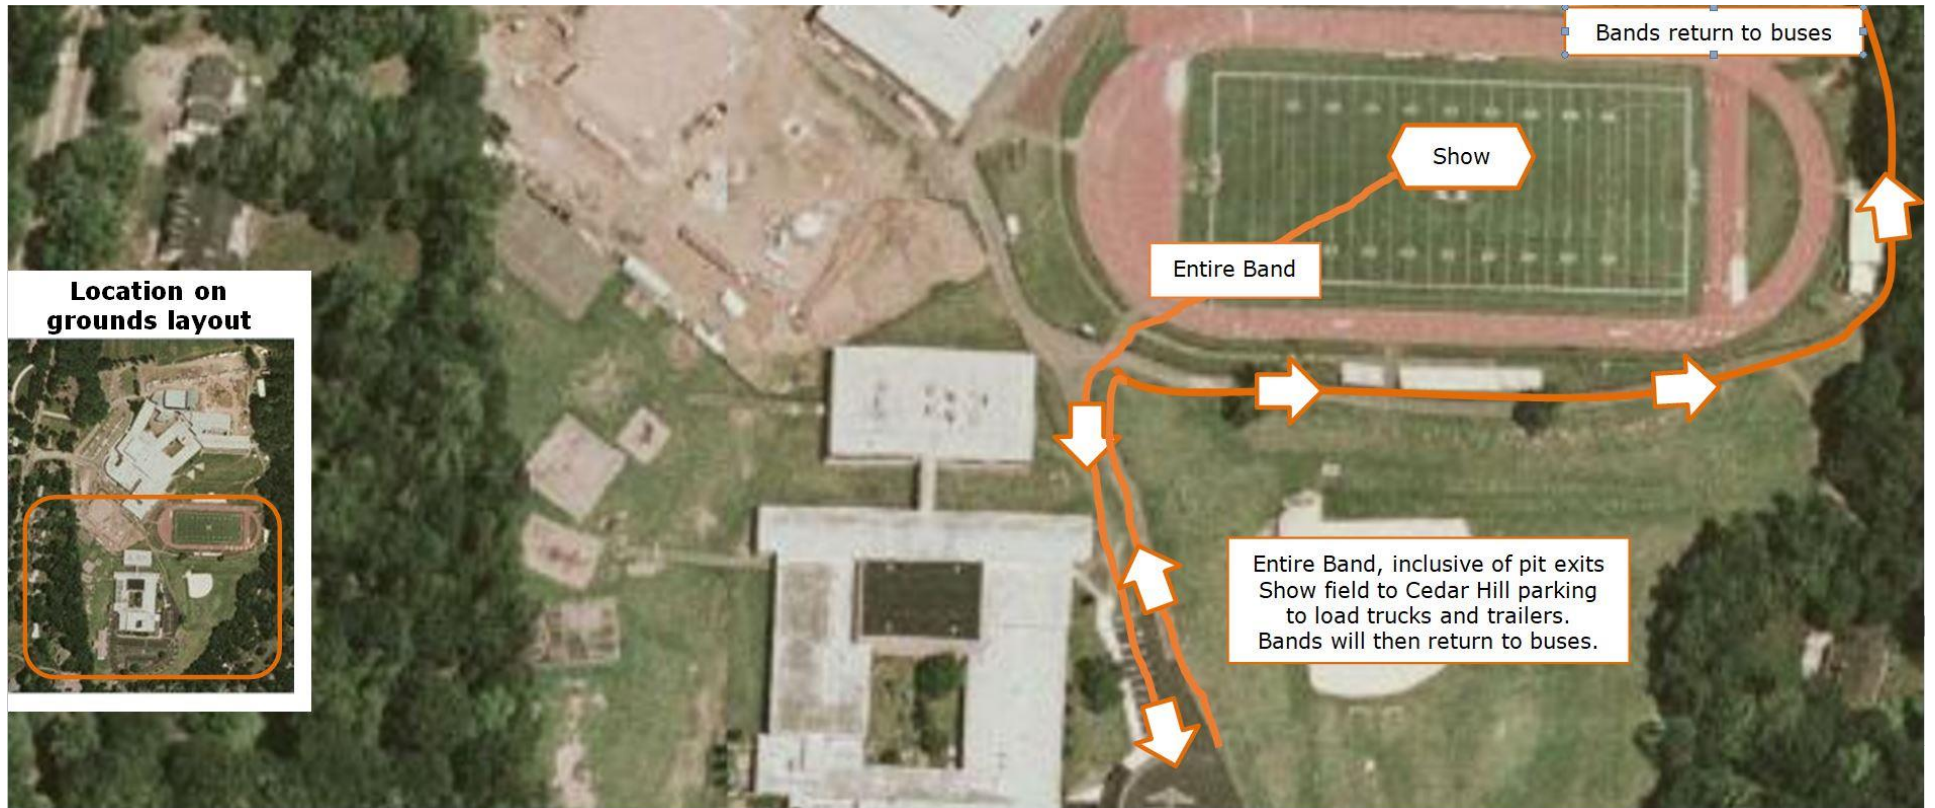 Bands return to buses
Show
Entire Band
Location on
grounds layout
Entire Band, inclusive of pit exits
Show field to Cedar Hill parking
to load trucks and trailers.
Bands will then return to buses.